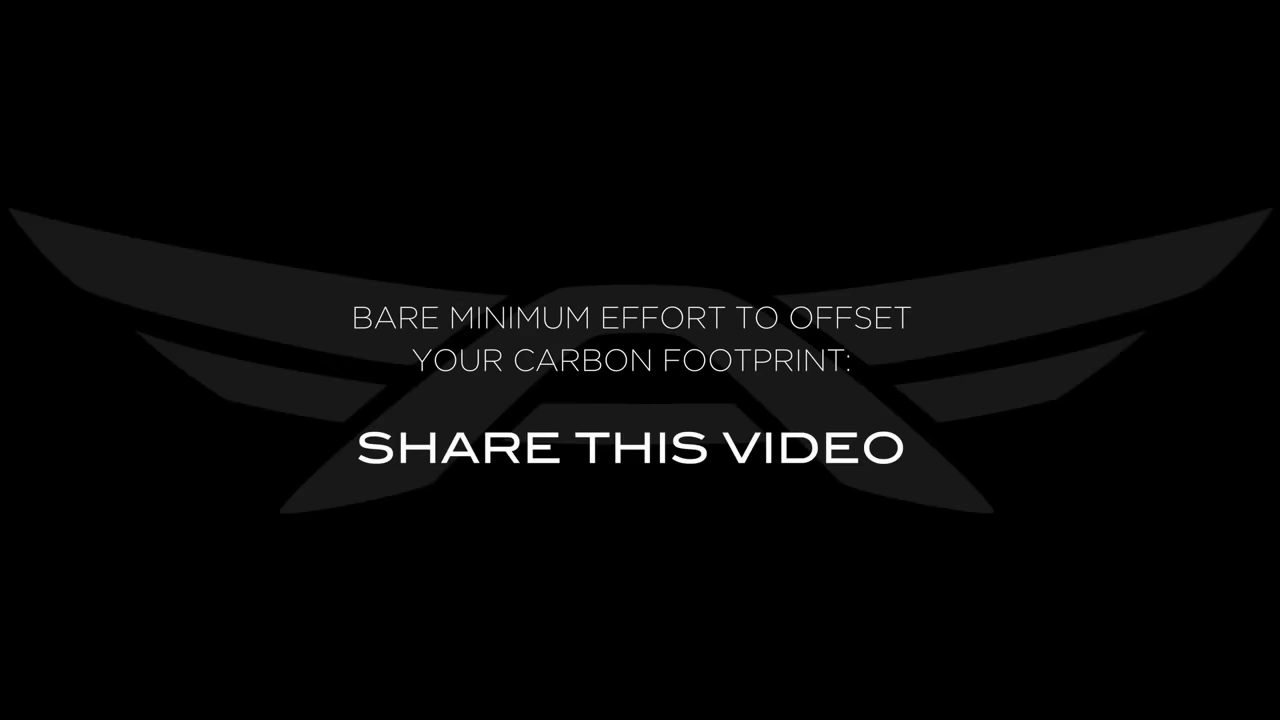 BARE MINIMUM EFFORT TO OFFSET
YOUR CARBON FOOTPRINT:
SHARE THIS VIDEO